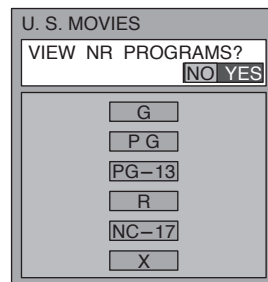 U. S. MOVIES
VIEW NR PROGRAMS?
NO YES
G
P G
PG–13
R
NC–17
X